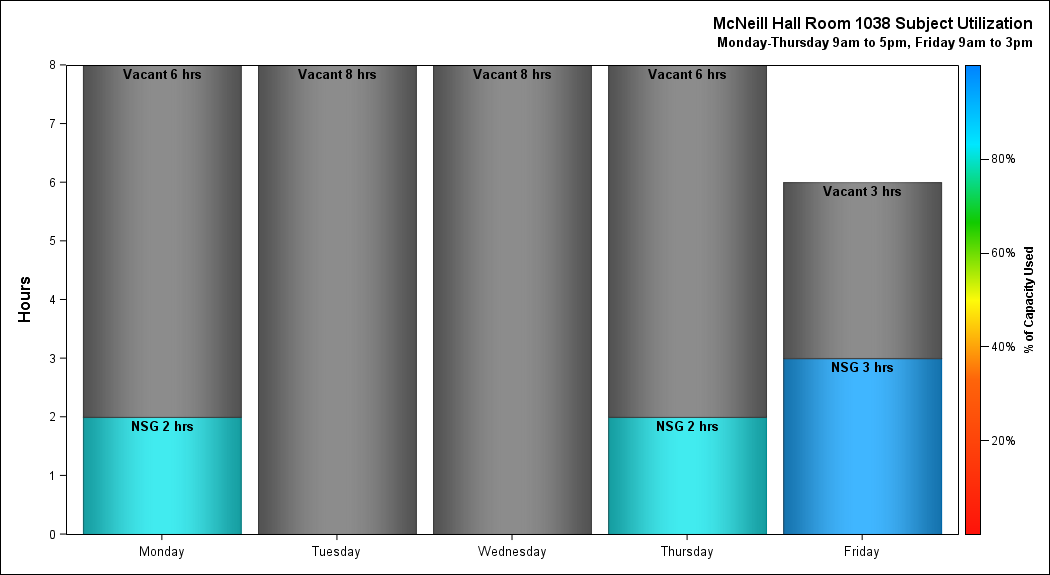 McNeill Hall Room 1038 Subject Utilization
Monday-Thursday 9am to 5pm, Friday 9am to 3pm
8
7
6
5
4
3
2
1
0
Hours
Vacant 6 hrs
Vacant 8 hrs
Vacant 8 hrs
Vacant 6 hrs
Vacant 3 hrs
NSG 2 hrs
NSG 2 hrs
NSG 3 hrs
Monday
Tuesday
Wednesday
Thursday
Friday
80%
60%
40%
20%
% of Capacity Used